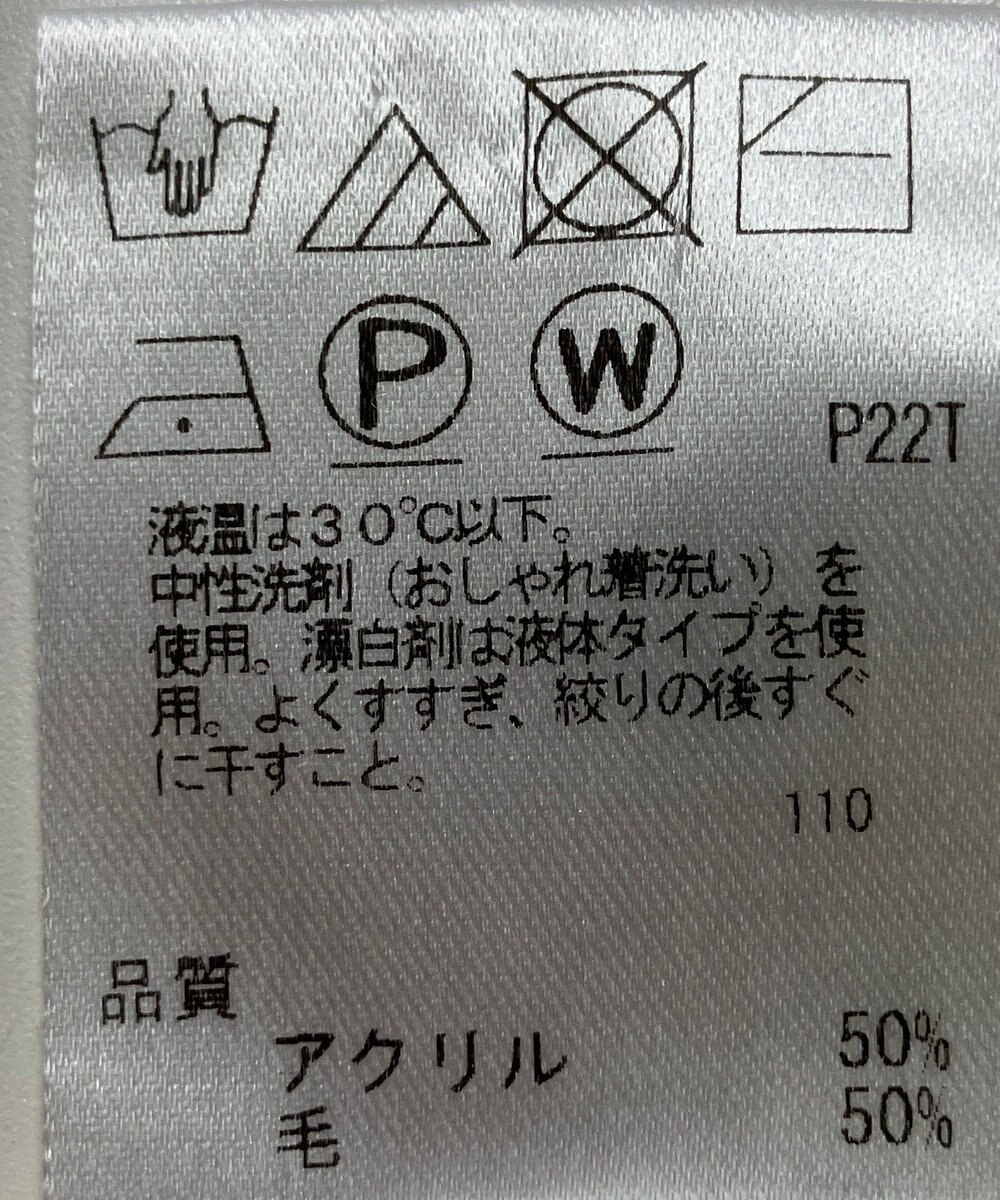 P
W
P22T
液温は30℃以下。
中性洗剤(おしゃれ着洗い)を
使用。漂白剤は液体タイプを使
用。よくすすぎ、絞りの後すぐ
に干すこと。
110
品質
アクリル 50%
毛 50%